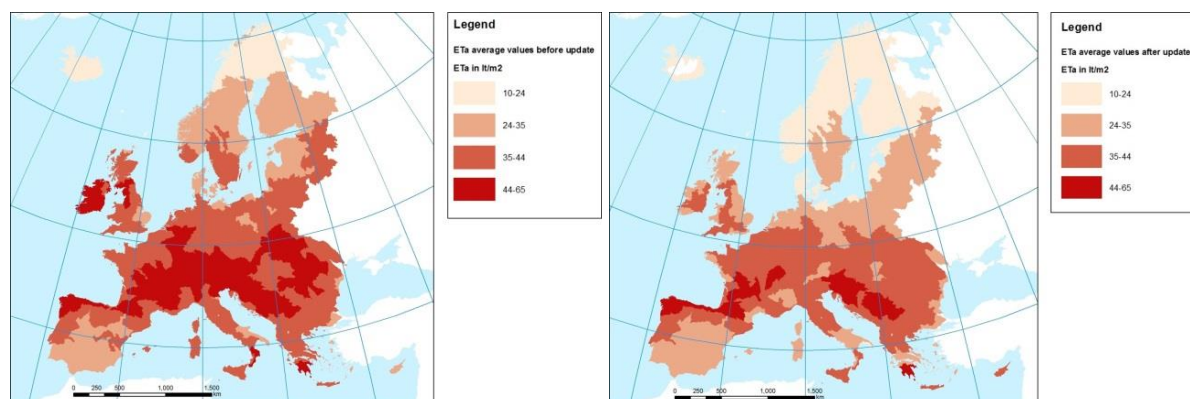 Legend
ETa average values before update
ETa in lt/m2
10-24
24-35
35-44
44-65
0 250 500 1,000 1,500
km
Legend
ETa average values after update
ETa in lt/m2
10-24
24-35
35-44
44-65
0 250 500 1,000 1,500
km